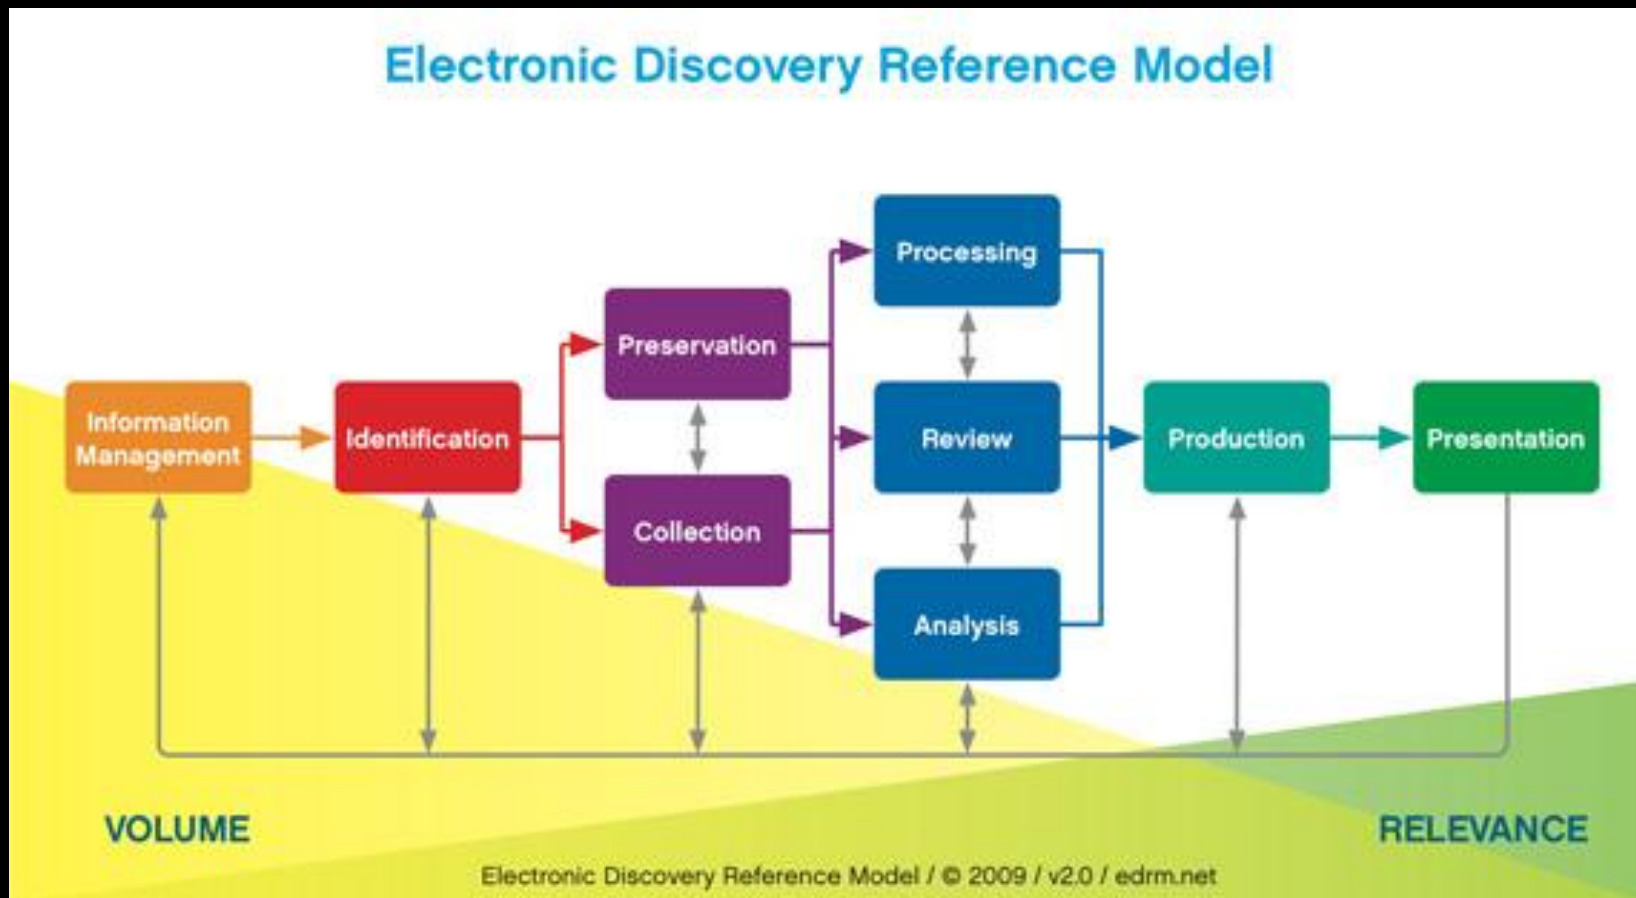 Electronic Discovery Reference Model
Processing
Preservation
Information
Management
Identification
Review
Production
Presentation
Collection
Analysis
VOLUME
RELEVANCE
Electronic Discovery Reference Model / © 2009 / v2.0 / edrm.net